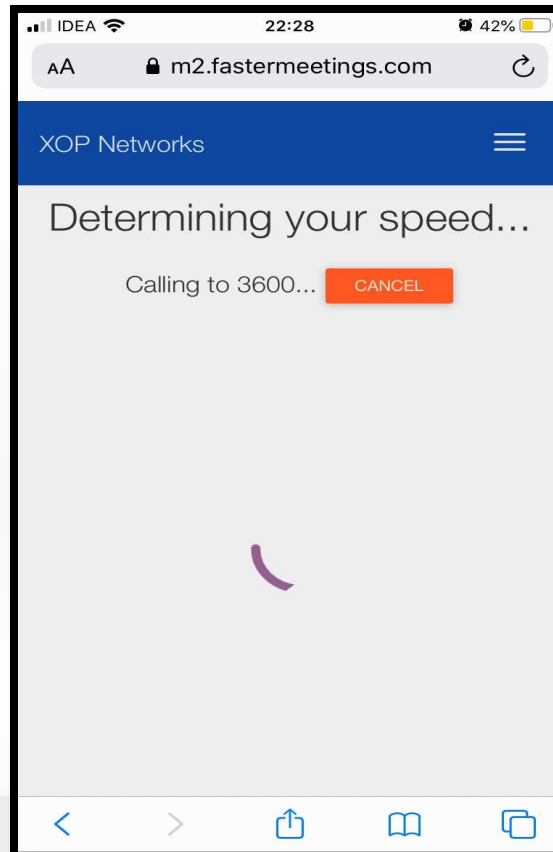 IDEA 22:28 42%
AA m2.fastermeetings.com
XOP Networks
Determining your speed...
Calling to 3600... CANCEL